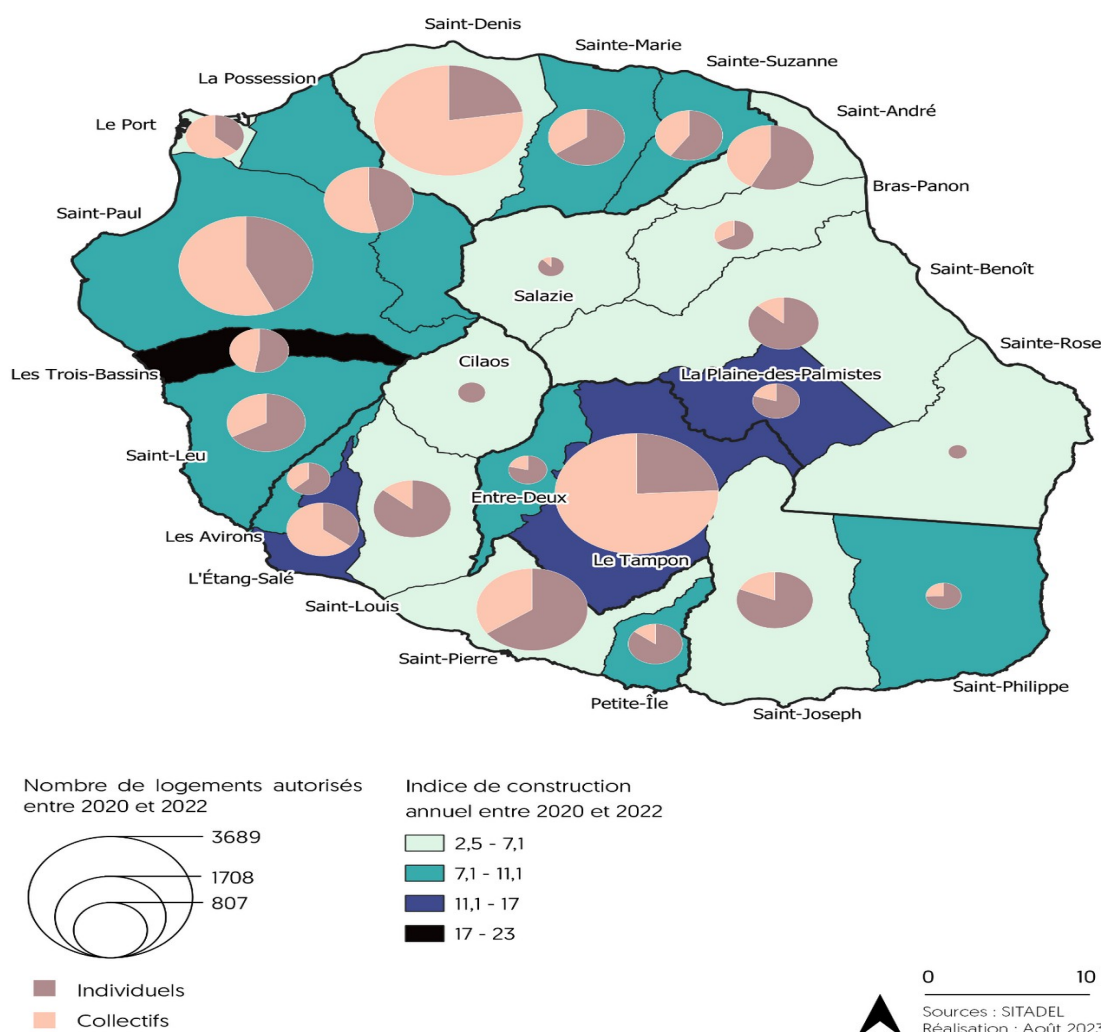 Saint-Denis
Sainte-Marie
Sainte-Suzanne
La Possession
Saint-André
Le Port
Bras-Panon
Saint-Paul
Saint-Benoît
Salazie
Sainte-Rose
Cilaos
Les Trois-Bassins
La Plaine-des-Palmistes
Saint-Leu
Entre-Deux
Les Avirons
Le Tampon
L'Étang-Salé
Saint-Louis
Saint-Pierre
Saint-Philippe
Petite-Île
Saint-Joseph
Nombre de logements autorisés
entre 2020 et 2022
3689
1708
807
Individuels
Collectifs
Indice de construction
annuel entre 2020 et 2022
2,5 - 7,1
7,1 - 11,1
11,1 - 17
17 - 23
0 10
Sources : SITADEL
Réalisation : Août 2023